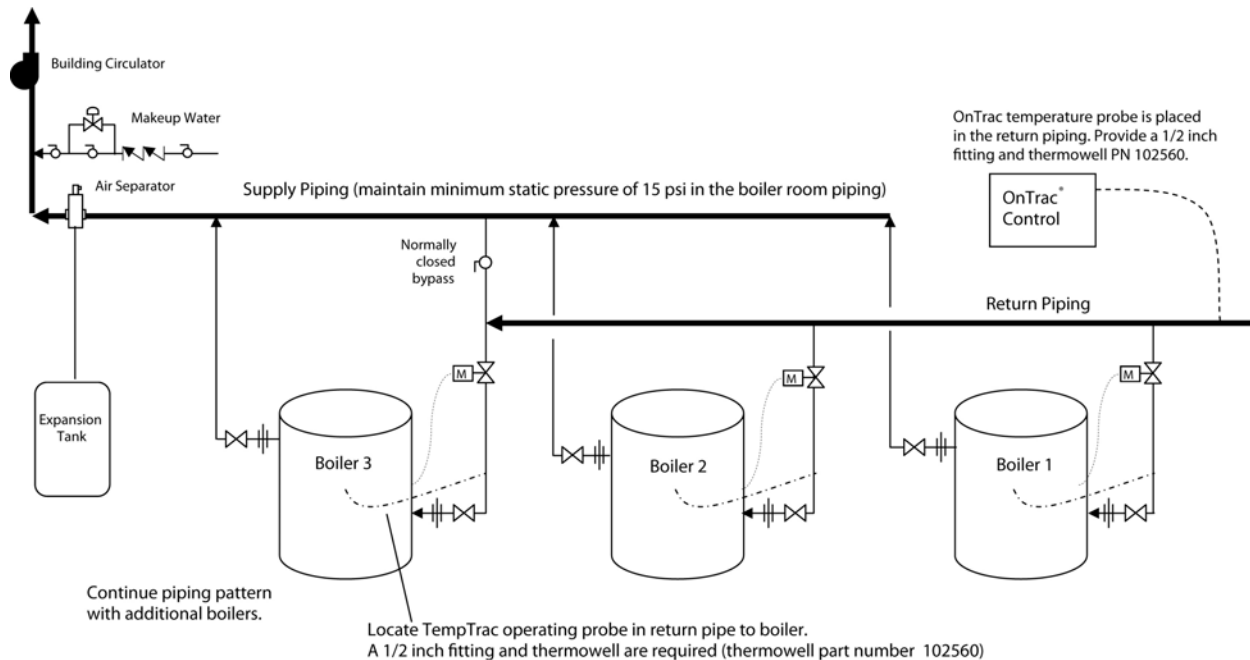 Building Circulator
Makeup Water
Air Separator
OnTrac temperature probe is placed
in the return piping. Provide a 1/2 inch
fitting and thermowell PN 102560.
OnTrac®
Control
Supply Piping (maintain minimum static pressure of 15 psi in the boiler room piping)
Normally
closed
bypass
Return Piping
M
M
M
Expansion
Tank
Boiler 3
Boiler 2
Boiler 1
Continue piping pattern
with additional boilers.
Locate TempTrac operating probe in return pipe to boiler.
A 1/2 inch fitting and thermowell are required (thermowell part number 102560)